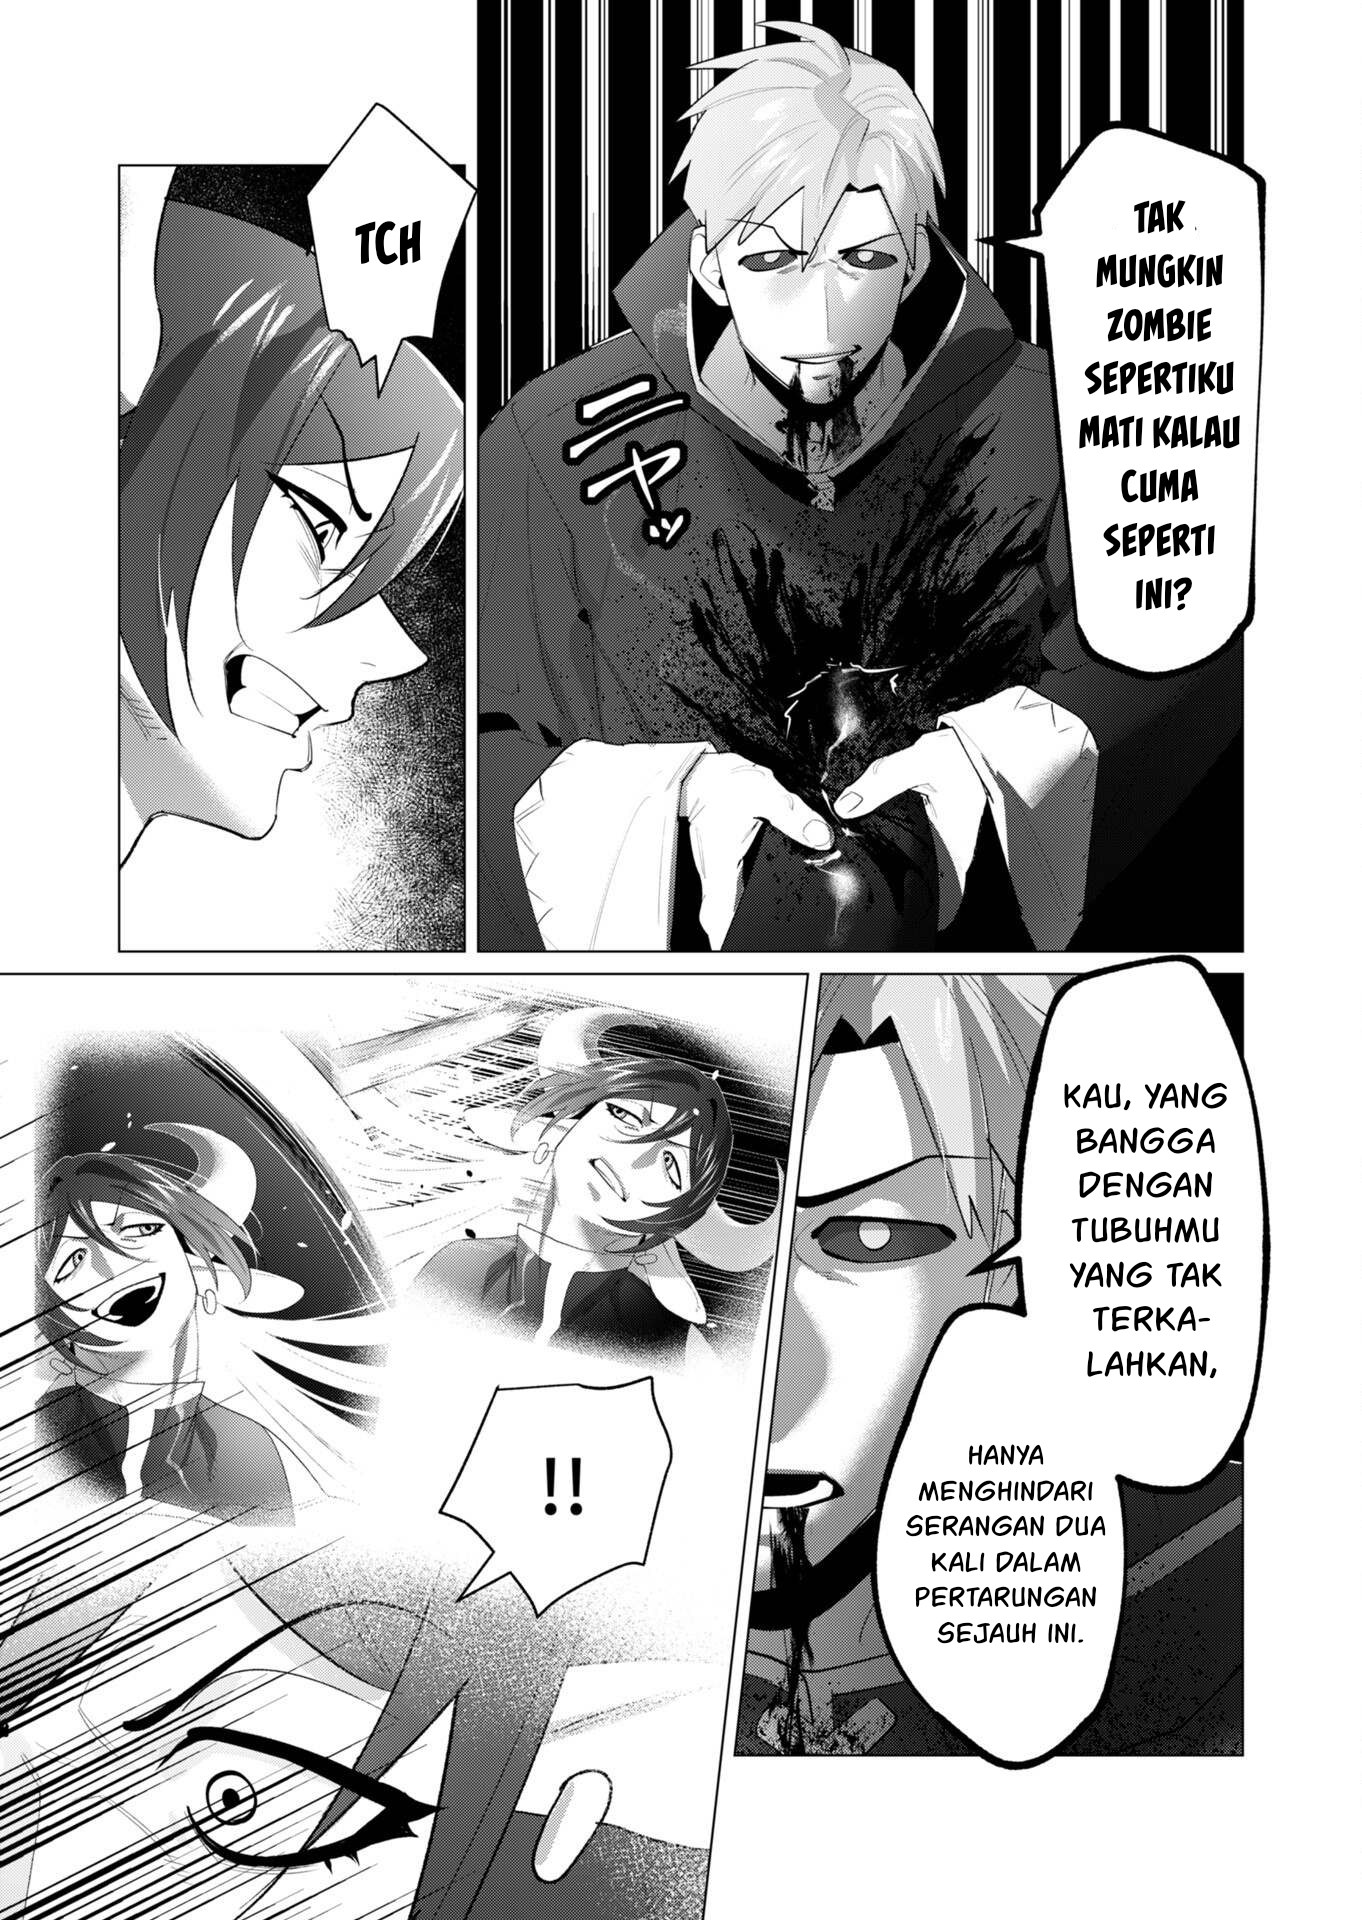 TAK
MUNGKIN
ZOMBIE
SEPERTIKU
MATI KALAU
CUMA
SEPERTI
INI?
ニヤッ
TCH
KAU, YANG
BANGGA
DENGAN
TUBUHMU
YANG TAK
TERKA-
LAHKAN,
HANYA
MENGHINDARI
SERANGAN DUA
KALI DALAM
PERTARUNGAN
SEJAUH INI.
!!